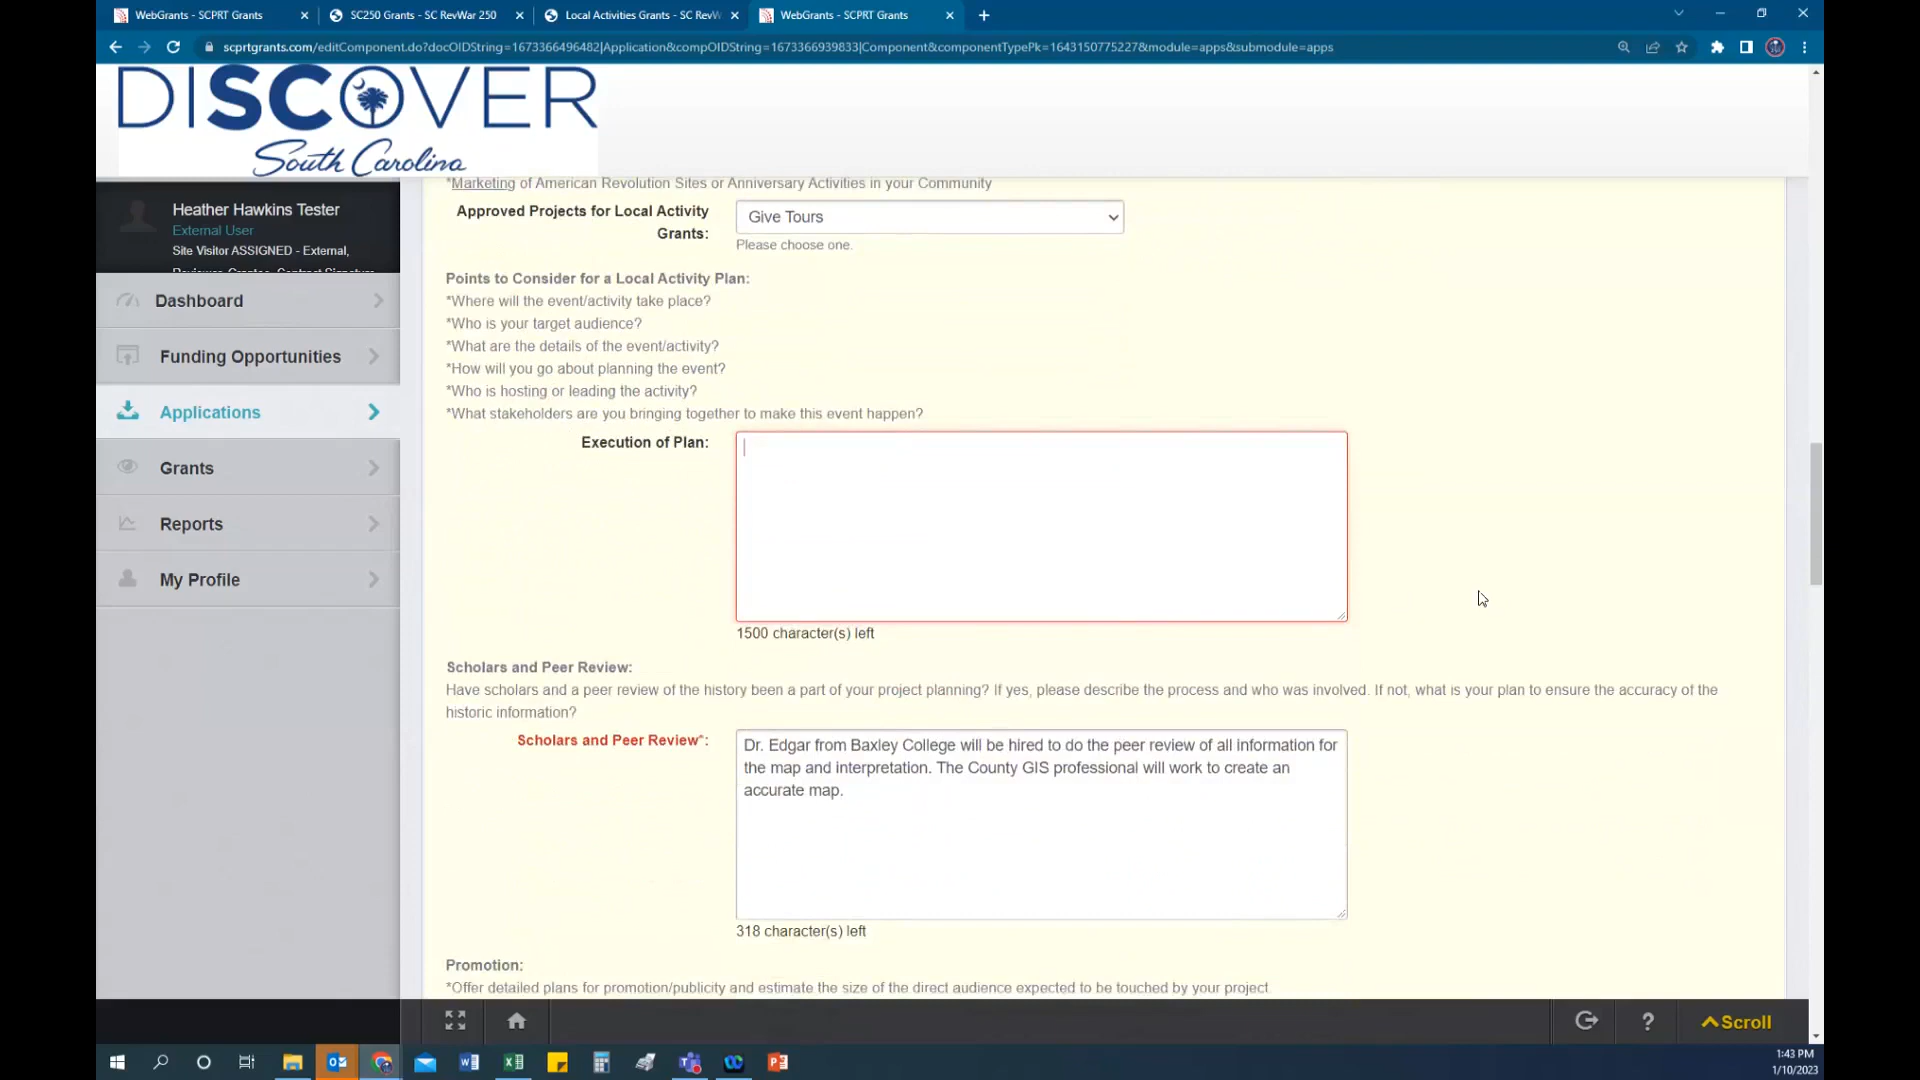 WebGrants - SCPRT Grants
SC250 Grants - SC RevWar 250
Local Activities Grants - SC RevW
WebGrants - SCPRT Grants
scprtgrants.com/editComponent.do?docOIDString=1673366496482|Application&compOIDString=1673366939833|Component&componentTypePk=1643150775227&module=apps&submodule=apps
DISCOVER
South Carolina
Heather Hawkins Tester
External User
Site Visitor ASSIGNED - External,
Reviewer, Grantee, Contract Signature
Dashboard
Funding Opportunities
Applications
Grants
Reports
My Profile
*Marketing of American Revolution Sites or Anniversary Activities in your Community
Approved Projects for Local Activity
Grants:
Give Tours
Please choose one.
Points to Consider for a Local Activity Plan:
*Where will the event/activity take place?
*Who is your target audience?
*What are the details of the event/activity?
*How will you go about planning the event?
*Who is hosting or leading the activity?
*What stakeholders are you bringing together to make this event happen?
Execution of Plan:
1500 character(s) left
Scholars and Peer Review:
Have scholars and a peer review of the history been a part of your project planning? If yes, please describe the process and who was involved. If not, what is your plan to ensure the accuracy of the
historic information?
Scholars and Peer Review*:
Dr. Edgar from Baxley College will be hired to do the peer review of all information for
the map and interpretation. The County GIS professional will work to create an
accurate map.
318 character(s) left
Promotion:
*Offer detailed plans for promotion/publicity and estimate the size of the direct audience expected to be touched by your project
?
Scroll
1:43 PM
1/10/2023